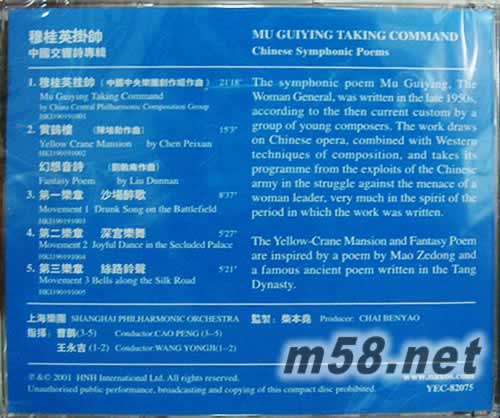 穆桂英掛帥
中國交響詩專輯
MU GUIYING TAKING COMMAND
Chinese Symphonic Poems
1. 穆桂英桂帥 (中國中央樂團創作組作曲) 21'18"
Mu Guiying Taking Command
by China Central Philharmonic Composition Group
HKI190191001
2. 黃鶴樓 (陳培勛作曲) 15'3"
Yellow Crane Mansion by Chen Peixun
HKI190191002
幻想音詩 (劉敦南作曲)
Fantasy Poem by Liu Dunnan
3. 第一樂章 沙場醉歌 8'37"
Movement 1 Drunk Song on the Battlefield
HKI190191003
4. 第二樂章 深宮樂舞 5'27"
Movement 2 Joyful Dance in the Secluded Palace
HKI190191004
5. 第三樂章 絲路鈴聲 5'21"
Movement 3 Bells along the Silk Road
HKI190191005
The symphonic poem Mu Guiying, The
Woman General, was written in the late 1950s,
according to the then current custom by a
group of young composers. The work draws
on Chinese opera, combined with Western
techniques of composition, and takes its
programme from the exploits of the Chinese
army in the struggle against the menace of a
woman leader, very much in the spirit of the
period in which the work was written.
The Yellow-Crane Mansion and Fantasy Poem
are inspired by a poem by Mao Zedong and
a famous ancient poem written in the Tang
Dynasty.
上海樂團 SHANGHAI PHILHARMONIC ORCHESTRA
指揮: 曹鵬 (3-5) Conductor:CAO PENG (3--5)
王永吉 (1-2) Conductor:WANG YONGJI(1--2)
監製: 柴本堯 Producer: CHAI BENYAO
℗&© 2001 HNH International Ltd. All rights reserved.
Unauthorised public performance, broadcasting and copying of this compact disc prohibited.
YEC-82075
m58.net